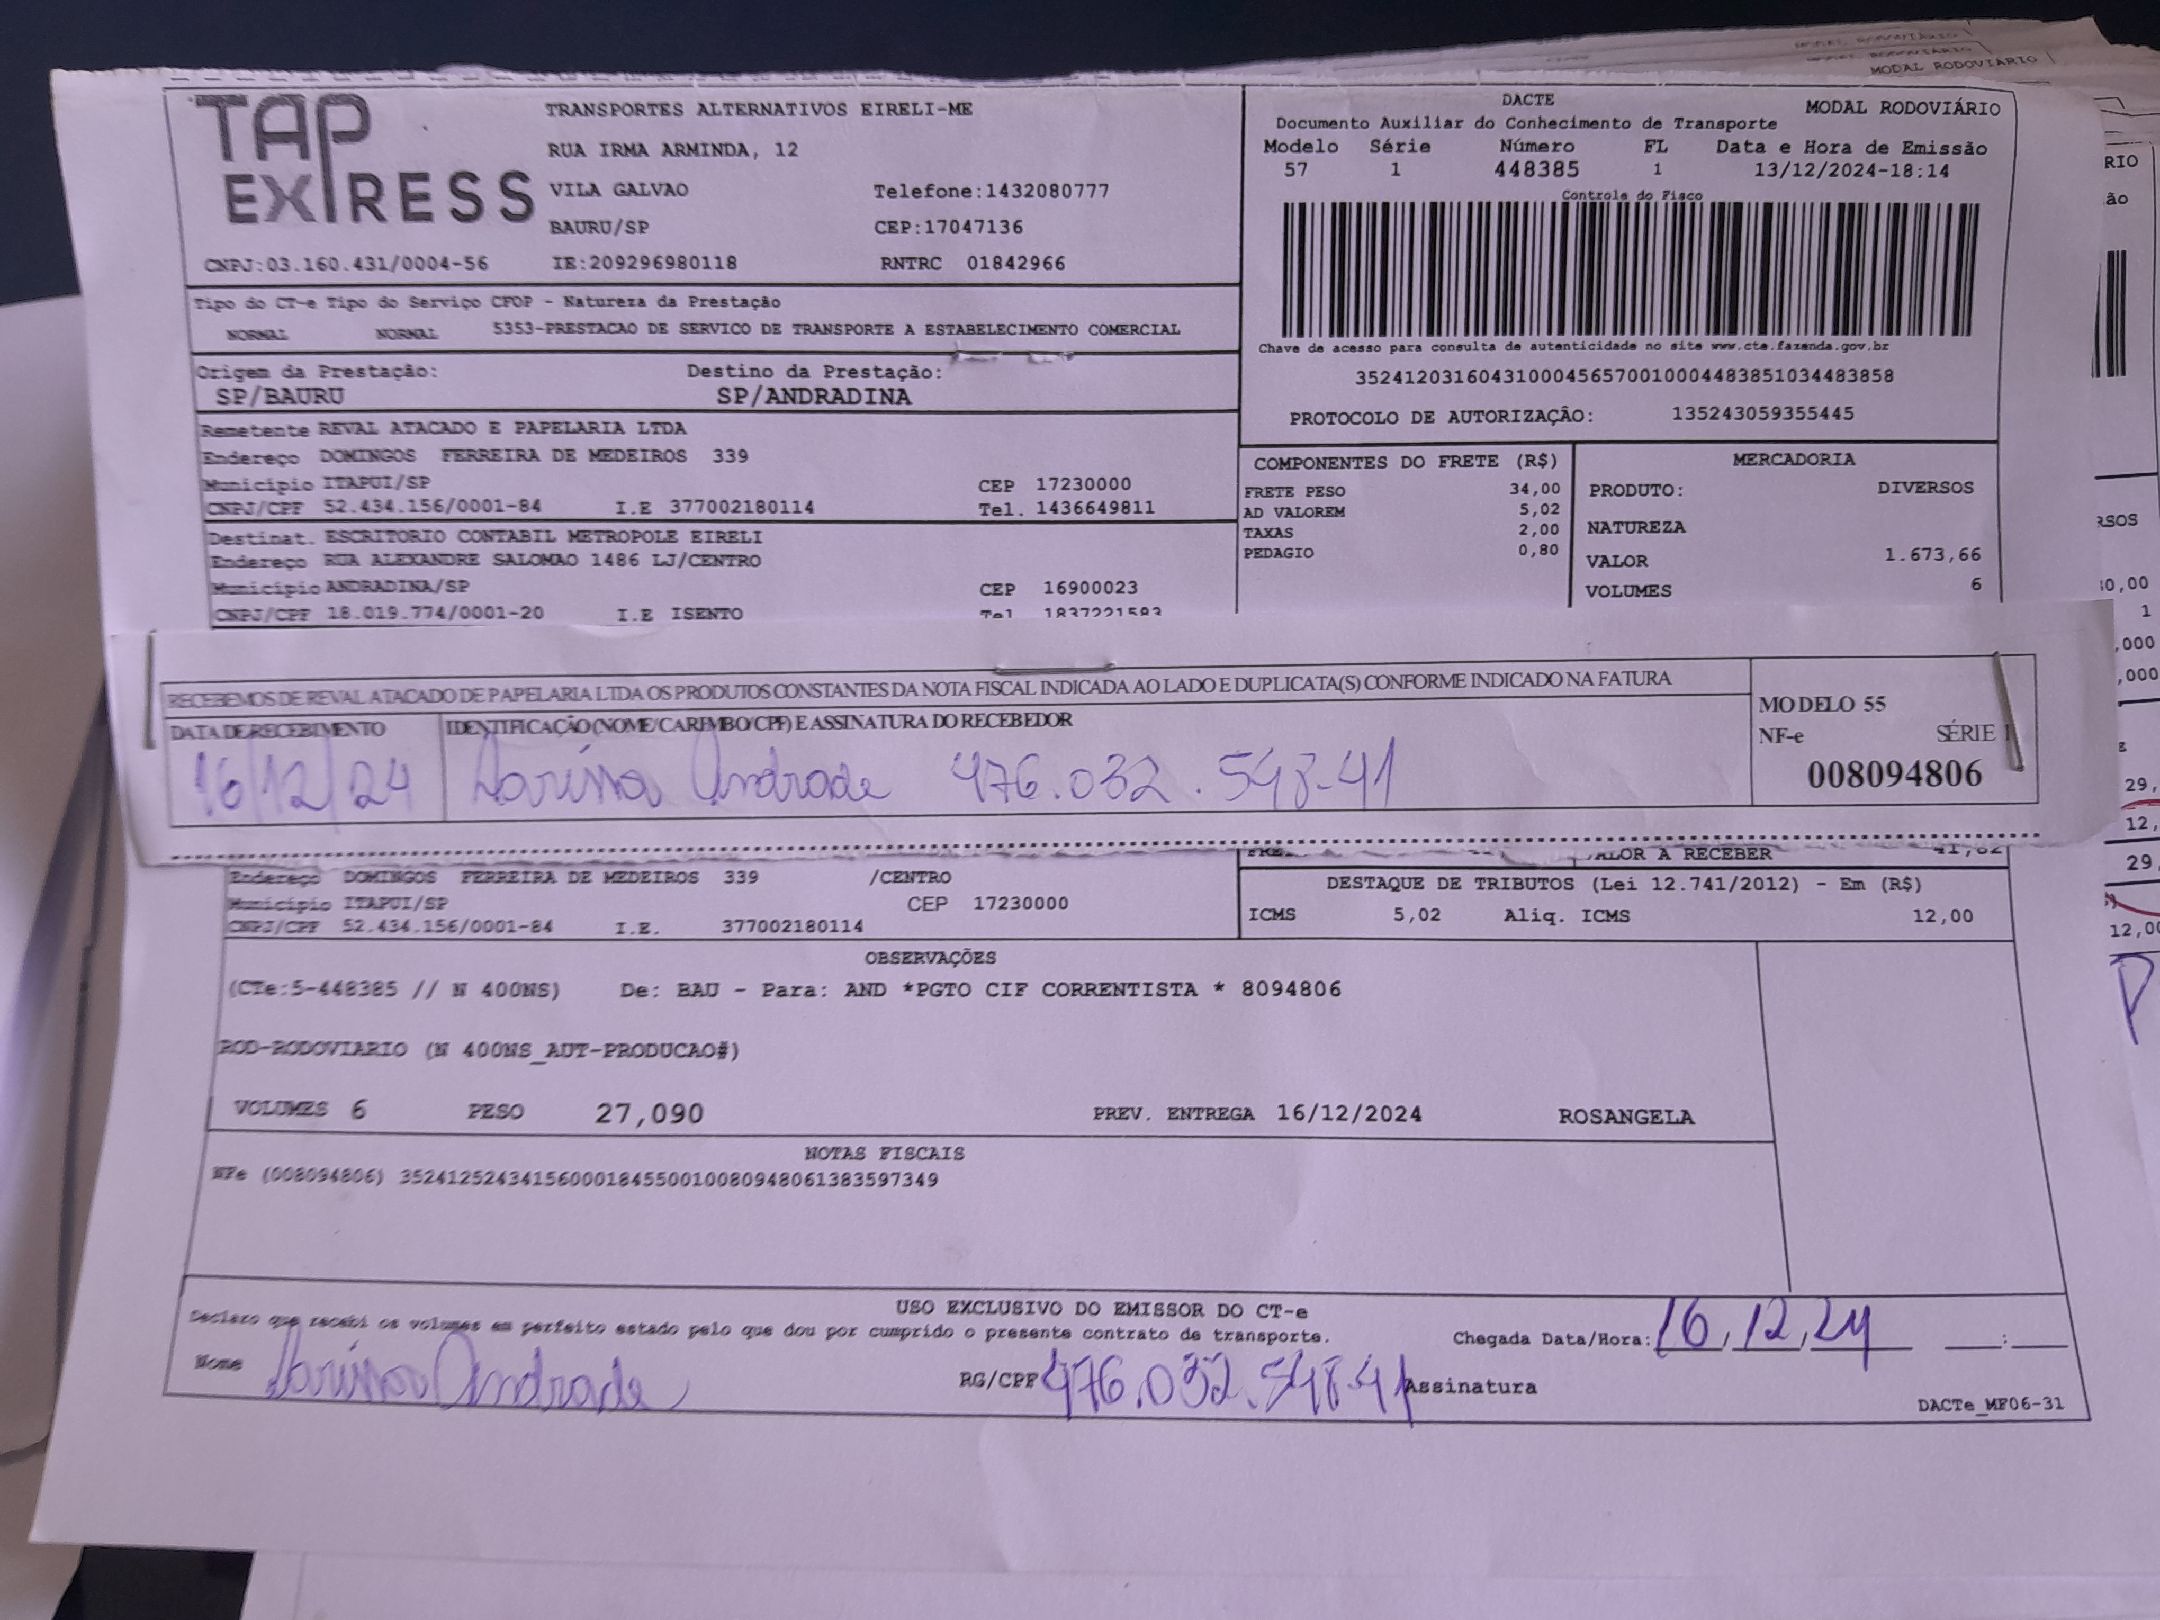 MODAL RODOVIÁRIO
TAP EXPRESS
TRANSPORTES ALTERNATIVOS EIRELI-ME
RUA IRMA ARMINDA, 12
VILA GALVAO Telefone:1432080777
BAURU/SP CEP:17047136
CNPJ:03.160.431/0004-56 IE:209296980118 RNTRC 01842966
DACTE MODAL RODOVIÁRIO
Documento Auxiliar do Conhecimento de Transporte
Modelo Série Número FL Data e Hora de Emissão
57 1 448385 1 13/12/2024-18:14
Controle do Fisco
Chave de acesso para consulta de autenticidade no site www.cte.fazenda.gov.br
35241203160431000456570010004483851034483858
PROTOCOLO DE AUTORIZAÇÃO: 135243059355445
Tipo do CT-e Tipo do Serviço CFOP - Natureza da Prestação
NORMAL NORMAL 5353-PRESTACAO DE SERVICO DE TRANSPORTE A ESTABELECIMENTO COMERCIAL
Origem da Prestação: Destino da Prestação:
SP/BAURU SP/ANDRADINA
Remetente REVAL ATACADO E PAPELARIA LTDA
Endereço DOMINGOS FERREIRA DE MEDEIROS 339
Município ITAPUI/SP CEP 17230000
CNPJ/CPF 52.434.156/0001-84 I.E 377002180114 Tel. 1436649811
Destinat. ESCRITORIO CONTABIL METROPOLE EIRELI
Endereço RUA ALEXANDRE SALOMAO 1486 LJ/CENTRO
Município ANDRADINA/SP CEP 16900023
CNPJ/CPF 18.019.774/0001-20 I.E ISENTO Tel 1837221583
COMPONENTES DO FRETE (R$)
FRETE PESO 34,00
AD VALOREM 5,02
TAXAS 2,00
PEDAGIO 0,80
MERCADORIA
PRODUTO: DIVERSOS
NATUREZA
VALOR 1.673,66
VOLUMES 6
RECEBEMOS DE REVAL ATACADO DE PAPELARIA LTDA OS PRODUTOS CONSTANTES DA NOTA FISCAL INDICADA AO LADO E DUPLICATA(S) CONFORME INDICADO NA FATURA
DATA DE RECEBIMENTO IDENTIFICAÇÃO (NOME/CARIMBO/CPF) E ASSINATURA DO RECEBEDOR
16/12/24 Larissa Andrade 476.032.548-41
MODELO 55
NF-e SÉRIE 1
008094806
VALOR A RECEBER 41,82
Endereço DOMINGOS FERREIRA DE MEDEIROS 339 /CENTRO
Município ITAPUI/SP CEP 17230000
CNPJ/CPF 52.434.156/0001-84 I.E. 377002180114
DESTAQUE DE TRIBUTOS (Lei 12.741/2012) - Em (R$)
ICMS 5,02 Aliq. ICMS 12,00
OBSERVAÇÕES
(CTe:5-448385 // N 400NS) De: BAU - Para: AND *PGTO CIF CORRENTISTA * 8094806
ROD-RODOVIARIO (N 400NS_AUT-PRODUCAO#)
VOLUMES 6 PESO 27,090 PREV. ENTREGA 16/12/2024 ROSANGELA
NOTAS FISCAIS
NFe (008094806) 35241252434156000184550010080948061383597349
USO EXCLUSIVO DO EMISSOR DO CT-e
Declaro que recebi os volumes em perfeito estado pelo que dou por cumprido o presente contrato de transporte.
Chegada Data/Hora: 16,12,24 :
Nome Larissa Andrade RG/CPF 476.032.548-41 Assinatura
DACTe_MF06-31